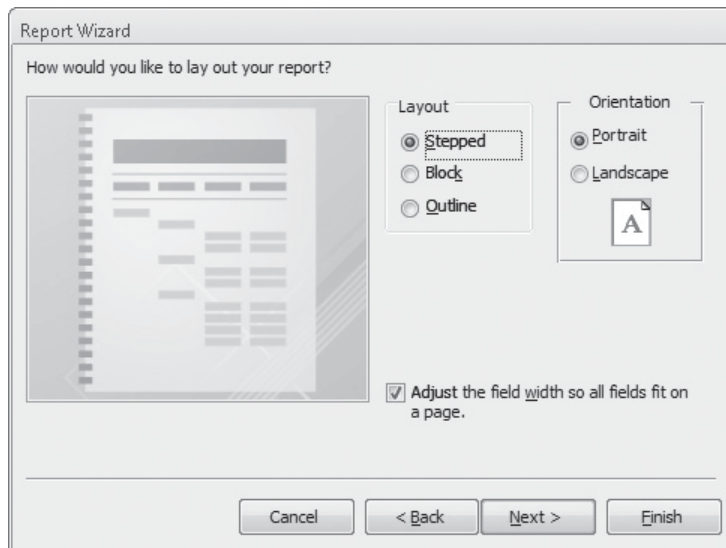 Report Wizard
How would you like to lay out your report?
Layout
Stepped
Block
Outline
Orientation
Portrait
Landscape
A
Adjust the field width so all fields fit on
a page.
Cancel
< Back
Next >
Finish